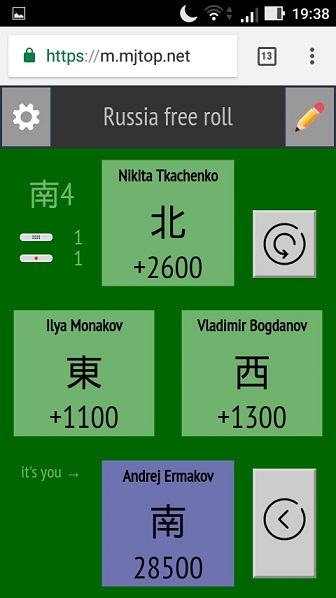 19:38
https://m.mjtop.net
13
Russia free roll
南4
1
1
Nikita Tkachenko
北
+2600
Ilya Monakov
東
+1100
Vladimir Bogdanov
西
+1300
it's you →
Andrej Ermakov
南
28500